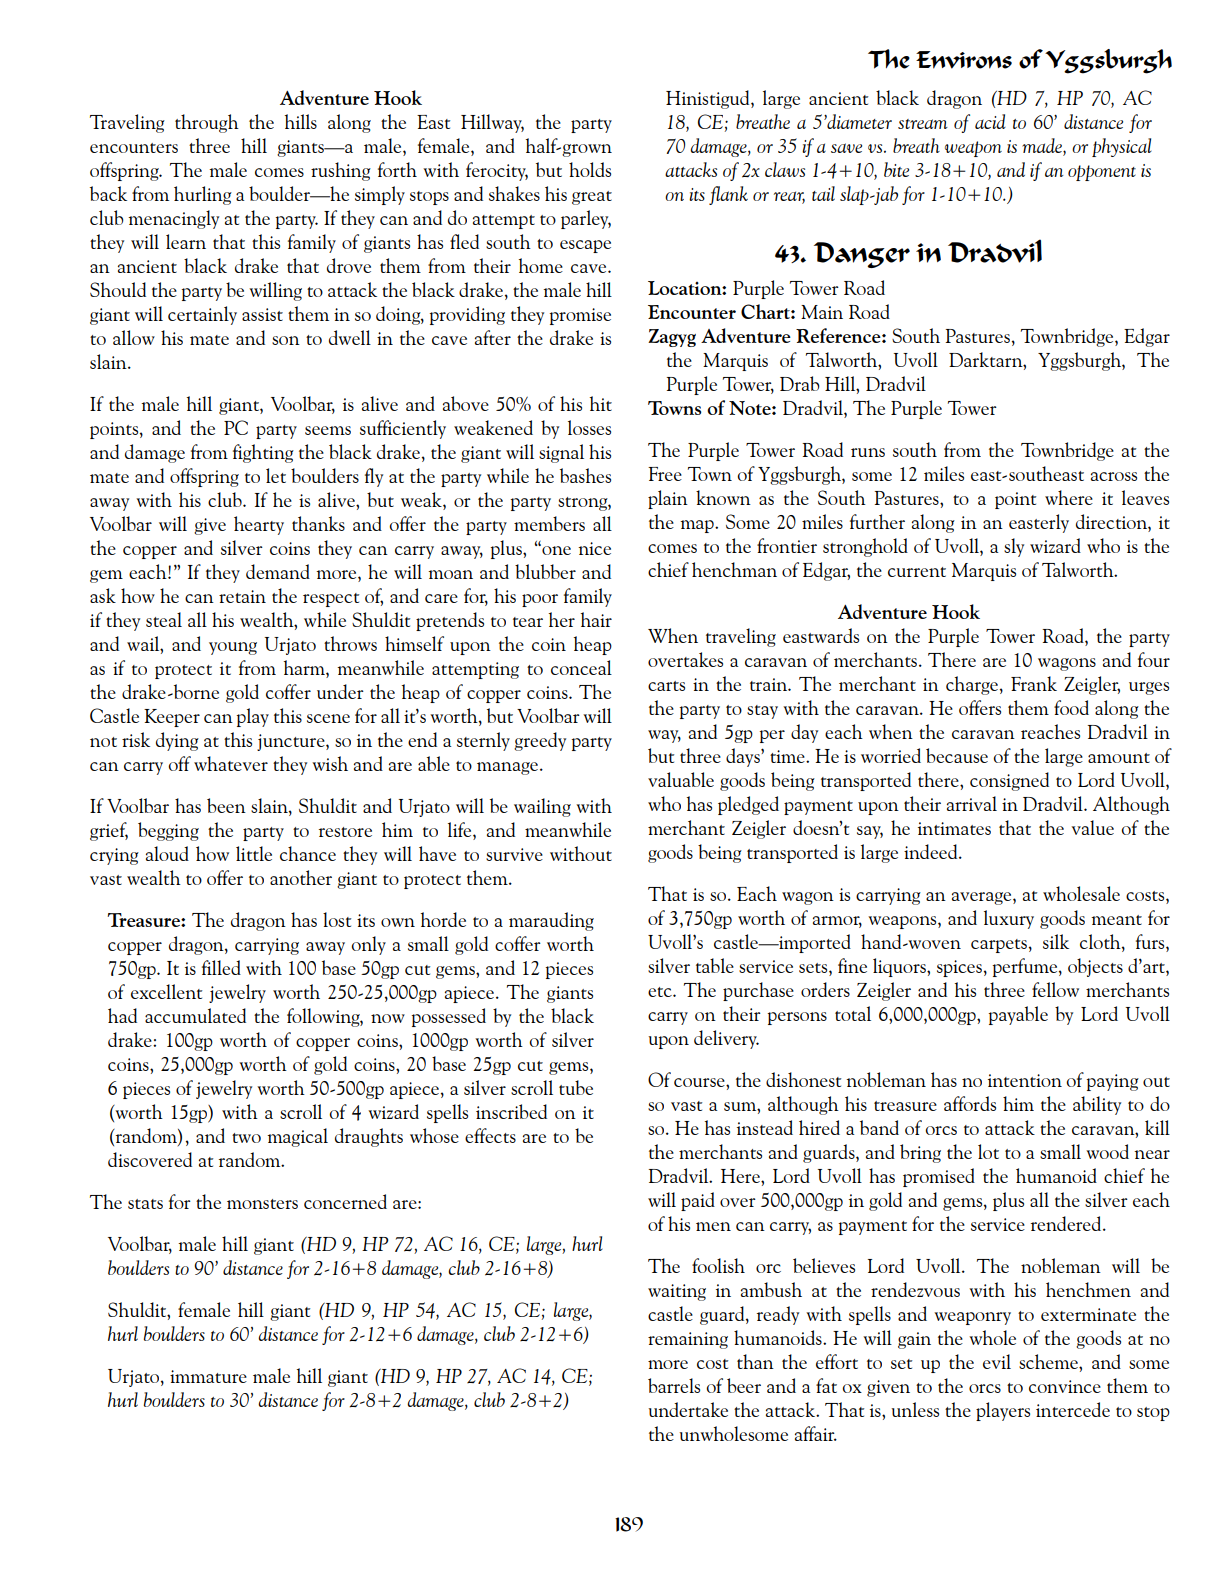 The Environs of Yggsburgh
Adventure Hook
Traveling through the hills along the East Hillway, the party
encounters three hill giants—a male, female, and half-grown
offspring. The male comes rushing forth with ferocity, but holds
back from hurling a boulder—he simply stops and shakes his great
club menacingly at the party. If they can and do attempt to parley,
they will learn that this family of giants has fled south to escape
an ancient black drake that drove them from their home cave.
Should the party be willing to attack the black drake, the male hill
giant will certainly assist them in so doing, providing they promise
to allow his mate and son to dwell in the cave after the drake is
slain.
If the male hill giant, Voolbar, is alive and above 50% of his hit
points, and the PC party seems sufficiently weakened by losses
and damage from fighting the black drake, the giant will signal his
mate and offspring to let boulders fly at the party while he bashes
away with his club. If he is alive, but weak, or the party strong,
Voolbar will give hearty thanks and offer the party members all
the copper and silver coins they can carry away, plus, “one nice
gem each!” If they demand more, he will moan and blubber and
ask how he can retain the respect of, and care for, his poor family
if they steal all his wealth, while Shuldit pretends to tear her hair
and wail, and young Urjato throws himself upon the coin heap
as if to protect it from harm, meanwhile attempting to conceal
the drake-borne gold coffer under the heap of copper coins. The
Castle Keeper can play this scene for all it’s worth, but Voolbar will
not risk dying at this juncture, so in the end a sternly greedy party
can carry off whatever they wish and are able to manage.
If Voolbar has been slain, Shuldit and Urjato will be wailing with
grief, begging the party to restore him to life, and meanwhile
crying aloud how little chance they will have to survive without
vast wealth to offer to another giant to protect them.
Treasure: The dragon has lost its own horde to a marauding
copper dragon, carrying away only a small gold coffer worth
750gp. It is filled with 100 base 50gp cut gems, and 12 pieces
of excellent jewelry worth 250-25,000gp apiece. The giants
had accumulated the following, now possessed by the black
drake: 100gp worth of copper coins, 1000gp worth of silver
coins, 25,000gp worth of gold coins, 20 base 25gp cut gems,
6 pieces of jewelry worth 50-500gp apiece, a silver scroll tube
(worth 15gp) with a scroll of 4 wizard spells inscribed on it
(random), and two magical draughts whose effects are to be
discovered at random.
The stats for the monsters concerned are:
Voolbar, male hill giant (HD 9, HP 72, AC 16, CE; large, hurl
boulders to 90’ distance for 2-16+8 damage, club 2-16+8)
Shuldit, female hill giant (HD 9, HP 54, AC 15, CE; large,
hurl boulders to 60’ distance for 2-12+6 damage, club 2-12+6)
Urjato, immature male hill giant (HD 9, HP 27, AC 14, CE;
hurl boulders to 30’ distance for 2-8+2 damage, club 2-8+2)
Hinistigud, large ancient black dragon (HD 7, HP 70, AC
18, CE; breathe a 5’diameter stream of acid to 60’ distance for
70 damage, or 35 if a save vs. breath weapon is made, or physical
attacks of 2x claws 1-4+10, bite 3-18+10, and if an opponent is
on its flank or rear, tail slap-jab for 1-10+10.)
43. Danger in Dradvil
Location: Purple Tower Road
Encounter Chart: Main Road
Zagyg Adventure Reference: South Pastures, Townbridge, Edgar
the Marquis of Talworth, Uvoll Darktarn, Yggsburgh, The
Purple Tower, Drab Hill, Dradvil
Towns of Note: Dradvil, The Purple Tower
The Purple Tower Road runs south from the Townbridge at the
Free Town of Yggsburgh, some 12 miles east-southeast across the
plain known as the South Pastures, to a point where it leaves
the map. Some 20 miles further along in an easterly direction, it
comes to the frontier stronghold of Uvoll, a sly wizard who is the
chief henchman of Edgar, the current Marquis of Talworth.
Adventure Hook
When traveling eastwards on the Purple Tower Road, the party
overtakes a caravan of merchants. There are 10 wagons and four
carts in the train. The merchant in charge, Frank Zeigler, urges
the party to stay with the caravan. He offers them food along the
way, and 5gp per day each when the caravan reaches Dradvil in
but three days’ time. He is worried because of the large amount of
valuable goods being transported there, consigned to Lord Uvoll,
who has pledged payment upon their arrival in Dradvil. Although
merchant Zeigler doesn’t say, he intimates that the value of the
goods being transported is large indeed.
That is so. Each wagon is carrying an average, at wholesale costs,
of 3,750gp worth of armor, weapons, and luxury goods meant for
Uvoll’s castle—imported hand-woven carpets, silk cloth, furs,
silver table service sets, fine liquors, spices, perfume, objects d’art,
etc. The purchase orders Zeigler and his three fellow merchants
carry on their persons total 6,000,000gp, payable by Lord Uvoll
upon delivery.
Of course, the dishonest nobleman has no intention of paying out
so vast a sum, although his treasure affords him the ability to do
so. He has instead hired a band of orcs to attack the caravan, kill
the merchants and guards, and bring the lot to a small wood near
Dradvil. Here, Lord Uvoll has promised the humanoid chief he
will paid over 500,000gp in gold and gems, plus all the silver each
of his men can carry, as payment for the service rendered.
The foolish orc believes Lord Uvoll. The nobleman will be
waiting in ambush at the rendezvous with his henchmen and
castle guard, ready with spells and weaponry to exterminate the
remaining humanoids. He will gain the whole of the goods at no
more cost than the effort to set up the evil scheme, and some
barrels of beer and a fat ox given to the orcs to convince them to
undertake the attack. That is, unless the players intercede to stop
the unwholesome affair.
189